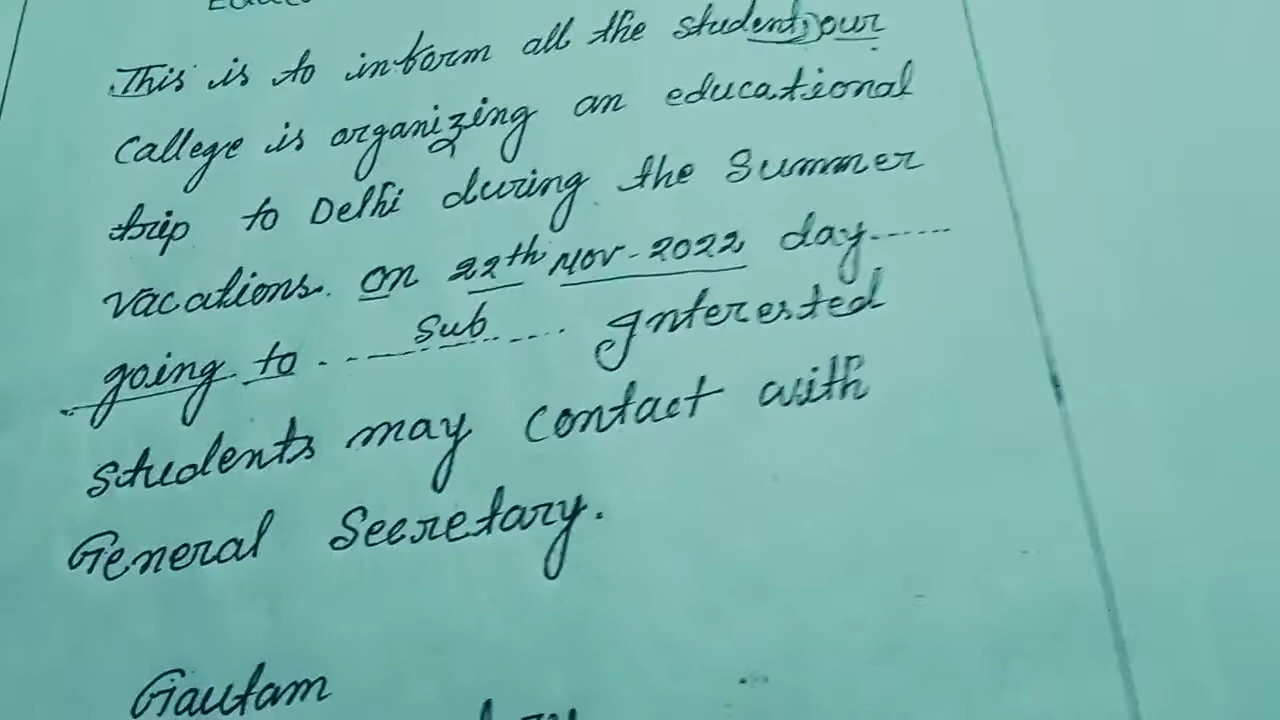 This is to inform all the students, our
College is organizing an educational
trip to Delhi during the Summer
vacations. On 22th Nov-2022 day......
going to ...... Sub ...... Interested
students may contact with
General Secretary.
Gautam